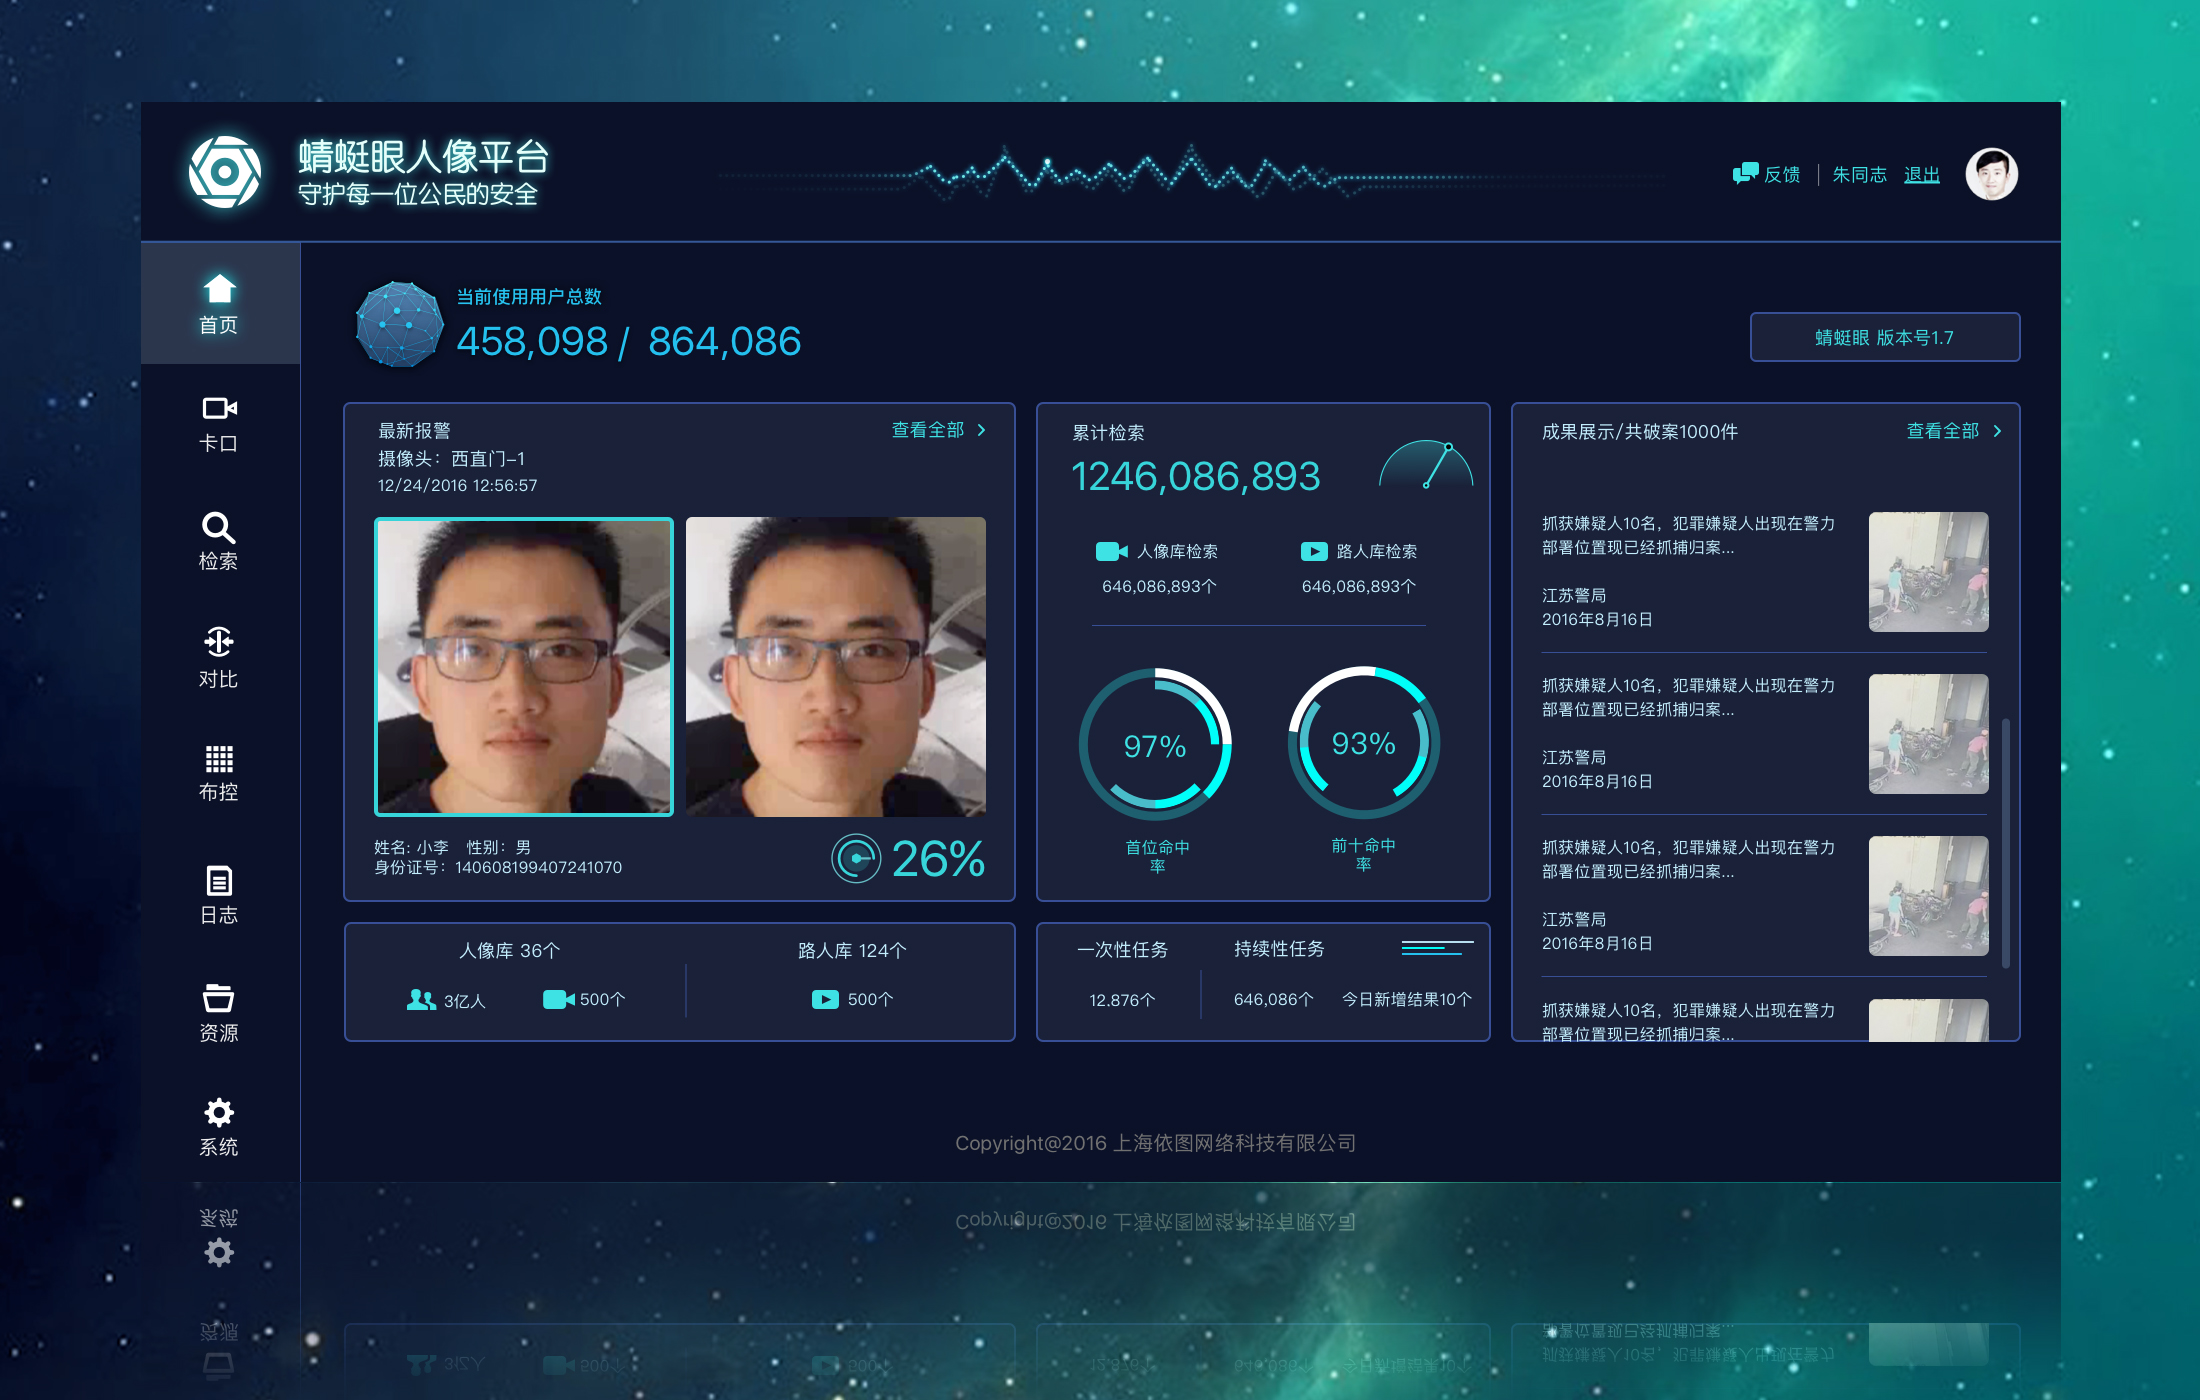 蜻蜓眼人像平台
守护每一位公民的安全
反馈 | 朱同志 退出
首页
卡口
检索
对比
布控
日志
资源
系统
当前使用用户总数
458,098 / 864,086
蜻蜓眼 版本号1.7
最新报警
查看全部
摄像头：西直门-1
12/24/2016 12:56:57
姓名: 小李 性别：男
身份证号：140608199407241070
26%
累计检索
1246,086,893
人像库检索
646,086,893个
路人库检索
646,086,893个
97%
首位命中
率
93%
前十命中
率
成果展示/共破案1000件
查看全部
抓获嫌疑人10名，犯罪嫌疑人出现在警力
部署位置现已经抓捕归案...
江苏警局
2016年8月16日
抓获嫌疑人10名，犯罪嫌疑人出现在警力
部署位置现已经抓捕归案...
江苏警局
2016年8月16日
抓获嫌疑人10名，犯罪嫌疑人出现在警力
部署位置现已经抓捕归案...
江苏警局
2016年8月16日
抓获嫌疑人10名，犯罪嫌疑人出现在警力
部署位置现已经抓捕归案...
人像库 36个
3亿人
500个
路人库 124个
500个
一次性任务
12.876个
持续性任务
646,086个
今日新增结果10个
Copyright@2016 上海依图网络科技有限公司